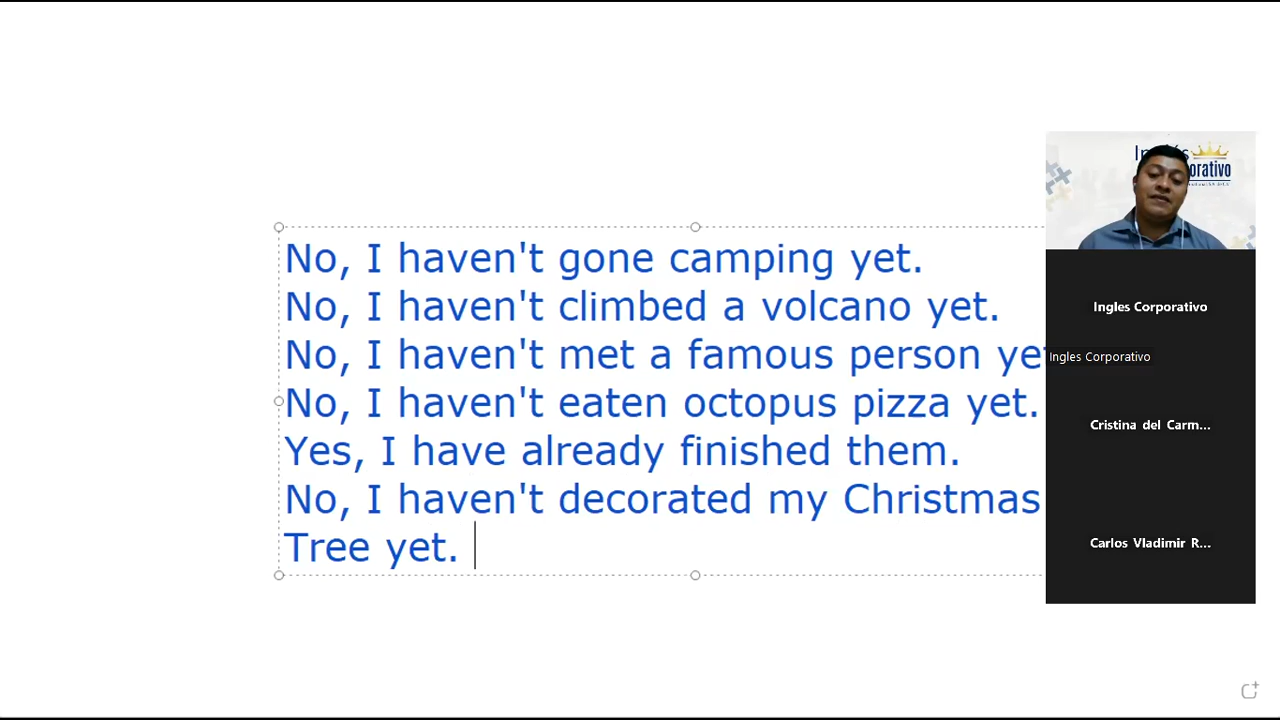 No, I haven't gone camping yet.
No, I haven't climbed a volcano yet.
No, I haven't met a famous person
No, I haven't eaten octopus pizza yet.
Yes, I have already finished them.
No, I haven't decorated my Christmas
Tree yet.
orativo
Ingles Corporativo
Ingles Corporativo
Cristina del Carm...
Carlos Vladimir R...